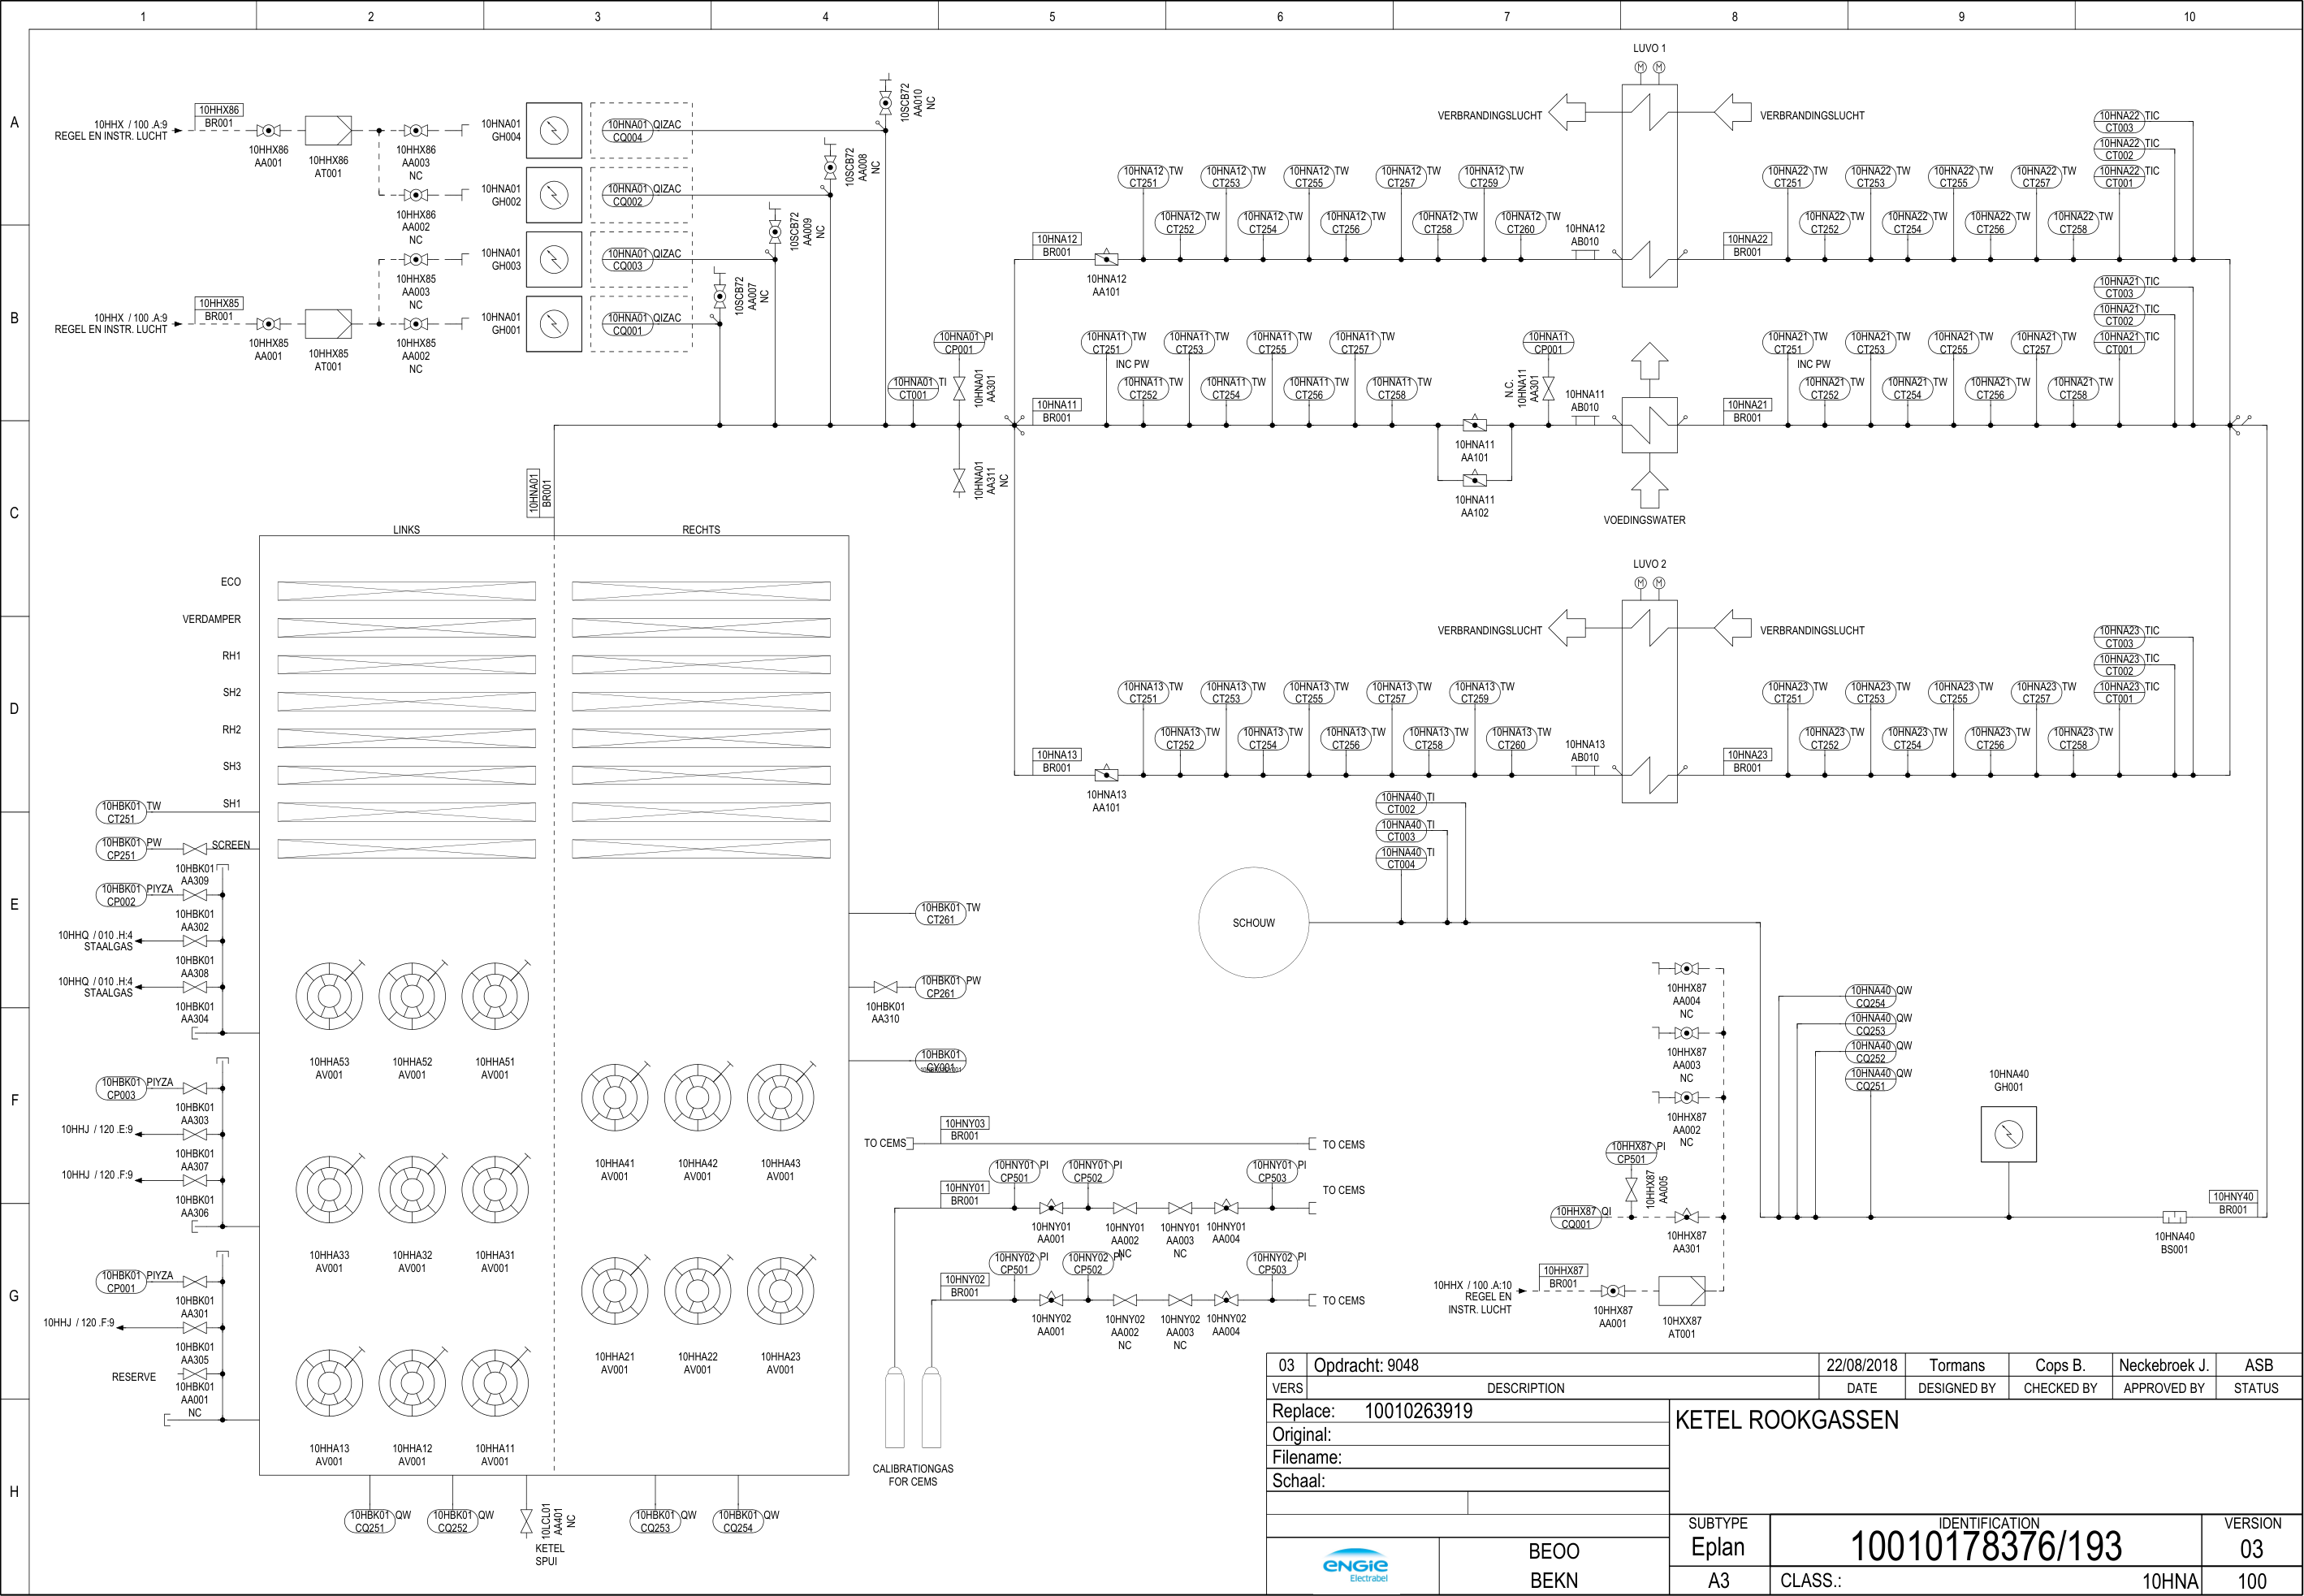 1 2 3 4 5 6 7 8 9 10
A
B
C
D
E
F
G
H
10HHX / 100 .A:9
REGEL EN INSTR. LUCHT
10HHX86
BR001
10HHX86
AA001
10HHX86
AT001
10HHX86
AA003
NC
10HHX86
AA002
NC
10HHX / 100 .A:9
REGEL EN INSTR. LUCHT
10HHX85
BR001
10HHX85
AA001
10HHX85
AT001
10HHX85
AA003
NC
10HHX85
AA002
NC
10HNA01
GH004
10HNA01
GH002
10HNA01
GH003
10HNA01
GH001
10HNA01 QIZAC
CQ004
10HNA01 QIZAC
CQ002
10HNA01 QIZAC
CQ003
10HNA01 QIZAC
CQ001
10SCB72
AA010
NC
10SCB72
AA008
NC
10SCB72
AA009
NC
10SCB72
AA007
NC
10HNA01 TI
CT001
10HNA01 PI
CP001
10HNA01
AA301
10HNA01
AA311
NC
10HNA01
BR001
10HNA12
BR001
10HNA12
AA101
10HNA12 TW
CT251
10HNA12 TW
CT253
10HNA12 TW
CT255
10HNA12 TW
CT257
10HNA12 TW
CT259
10HNA12 TW
CT252
10HNA12 TW
CT254
10HNA12 TW
CT256
10HNA12 TW
CT258
10HNA12 TW
CT260
10HNA12
AB010
LUVO 1
M M
VERBRANDINGSLUCHT
VERBRANDINGSLUCHT
10HNA22
BR001
10HNA22 TW
CT251
10HNA22 TW
CT253
10HNA22 TW
CT255
10HNA22 TW
CT257
10HNA22 TW
CT252
10HNA22 TW
CT254
10HNA22 TW
CT256
10HNA22 TW
CT258
10HNA22 TIC
CT003
10HNA22 TIC
CT002
10HNA22 TIC
CT001
10HNA11
BR001
10HNA11 TW
CT251
INC PW
10HNA11 TW
CT253
10HNA11 TW
CT255
10HNA11 TW
CT257
10HNA11 TW
CT252
10HNA11 TW
CT254
10HNA11 TW
CT256
10HNA11 TW
CT258
10HNA11
AA101
10HNA11
AA102
10HNA11
CP001
N.C.
10HNA11
AA301
10HNA11
AB010
VOEDINGSWATER
10HNA21
BR001
10HNA21 TW
CT251
INC PW
10HNA21 TW
CT253
10HNA21 TW
CT255
10HNA21 TW
CT257
10HNA21 TW
CT252
10HNA21 TW
CT254
10HNA21 TW
CT256
10HNA21 TW
CT258
10HNA21 TIC
CT003
10HNA21 TIC
CT002
10HNA21 TIC
CT001
LUVO 2
M M
VERBRANDINGSLUCHT
VERBRANDINGSLUCHT
10HNA13
BR001
10HNA13
AA101
10HNA13 TW
CT251
10HNA13 TW
CT253
10HNA13 TW
CT255
10HNA13 TW
CT257
10HNA13 TW
CT259
10HNA13 TW
CT252
10HNA13 TW
CT254
10HNA13 TW
CT256
10HNA13 TW
CT258
10HNA13 TW
CT260
10HNA13
AB010
10HNA23
BR001
10HNA23 TW
CT251
10HNA23 TW
CT253
10HNA23 TW
CT255
10HNA23 TW
CT257
10HNA23 TW
CT252
10HNA23 TW
CT254
10HNA23 TW
CT256
10HNA23 TW
CT258
10HNA23 TIC
CT003
10HNA23 TIC
CT002
10HNA23 TIC
CT001
LINKS
RECHTS
ECO
VERDAMPER
RH1
SH2
RH2
SH3
SH1
SCREEN
10HBK01 TW
CT251
10HBK01 PW
CP251
10HBK01
AA309
10HBK01 PIYZA
CP002
10HBK01
AA302
10HHQ / 010 .H:4
STAALGAS
10HBK01
AA308
10HHQ / 010 .H:4
STAALGAS
10HBK01
AA304
10HBK01 PIYZA
CP003
10HBK01
AA303
10HHJ / 120 .E:9
10HBK01
AA307
10HHJ / 120 .F:9
10HBK01
AA306
10HBK01 PIYZA
CP001
10HBK01
AA301
10HHJ / 120 .F:9
10HBK01
AA305
RESERVE
10HBK01
AA001
NC
10HHA53
AV001
10HHA52
AV001
10HHA51
AV001
10HHA41
AV001
10HHA42
AV001
10HHA43
AV001
10HHA33
AV001
10HHA32
AV001
10HHA31
AV001
10HHA21
AV001
10HHA22
AV001
10HHA23
AV001
10HHA13
AV001
10HHA12
AV001
10HHA11
AV001
10HBK01 QW
CQ251
10HBK01 QW
CQ252
10LCL01
AA401
NC
KETEL
SPUI
10HBK01 QW
CQ253
10HBK01 QW
CQ254
10HBK01 TW
CT261
10HBK01 PW
CP261
10HBK01
AA310
10HBK01
CY001
TO CEMS
10HNY03
BR001
TO CEMS
10HNY01
BR001
10HNY01 PI
CP501
10HNY01 PI
CP502
10HNY01 PI
CP503
TO CEMS
10HNY01
AA001
10HNY01
AA002
NC
10HNY01
AA003
NC
10HNY01
AA004
10HNY02
BR001
10HNY02 PI
CP501
10HNY02 PI
CP502
10HNY02 PI
CP503
TO CEMS
10HNY02
AA001
10HNY02
AA002
NC
10HNY02
AA003
NC
10HNY02
AA004
CALIBRATIONGAS
FOR CEMS
SCHOUW
10HNA40 TI
CT002
10HNA40 TI
CT003
10HNA40 TI
CT004
10HHX87
AA004
NC
10HHX87
AA003
NC
10HHX87
AA002
NC
10HHX87 PI
CP501
10HHX87
AA005
10HHX87 QI
CQ001
10HHX87
AA301
10HHX / 100 .A:10
REGEL EN
INSTR. LUCHT
10HHX87
BR001
10HHX87
AA001
10HXX87
AT001
10HNA40 QW
CQ254
10HNA40 QW
CQ253
10HNA40 QW
CQ252
10HNA40 QW
CQ251
10HNA40
GH001
10HNY40
BR001
10HNA40
BS001
03 Opdracht: 9048 22/08/2018 Tormans Cops B. Neckebroek J. ASB
VERS DESCRIPTION DATE DESIGNED BY CHECKED BY APPROVED BY STATUS
Replace: 10010263919
Original:
Filename:
Schaal:
KETEL ROOKGASSEN
ENGIE
Electrabel
BEOO
BEKN
SUBTYPE
Eplan
A3
IDENTIFICATION
10010178376/193
VERSION
03
CLASS.: 10HNA 100